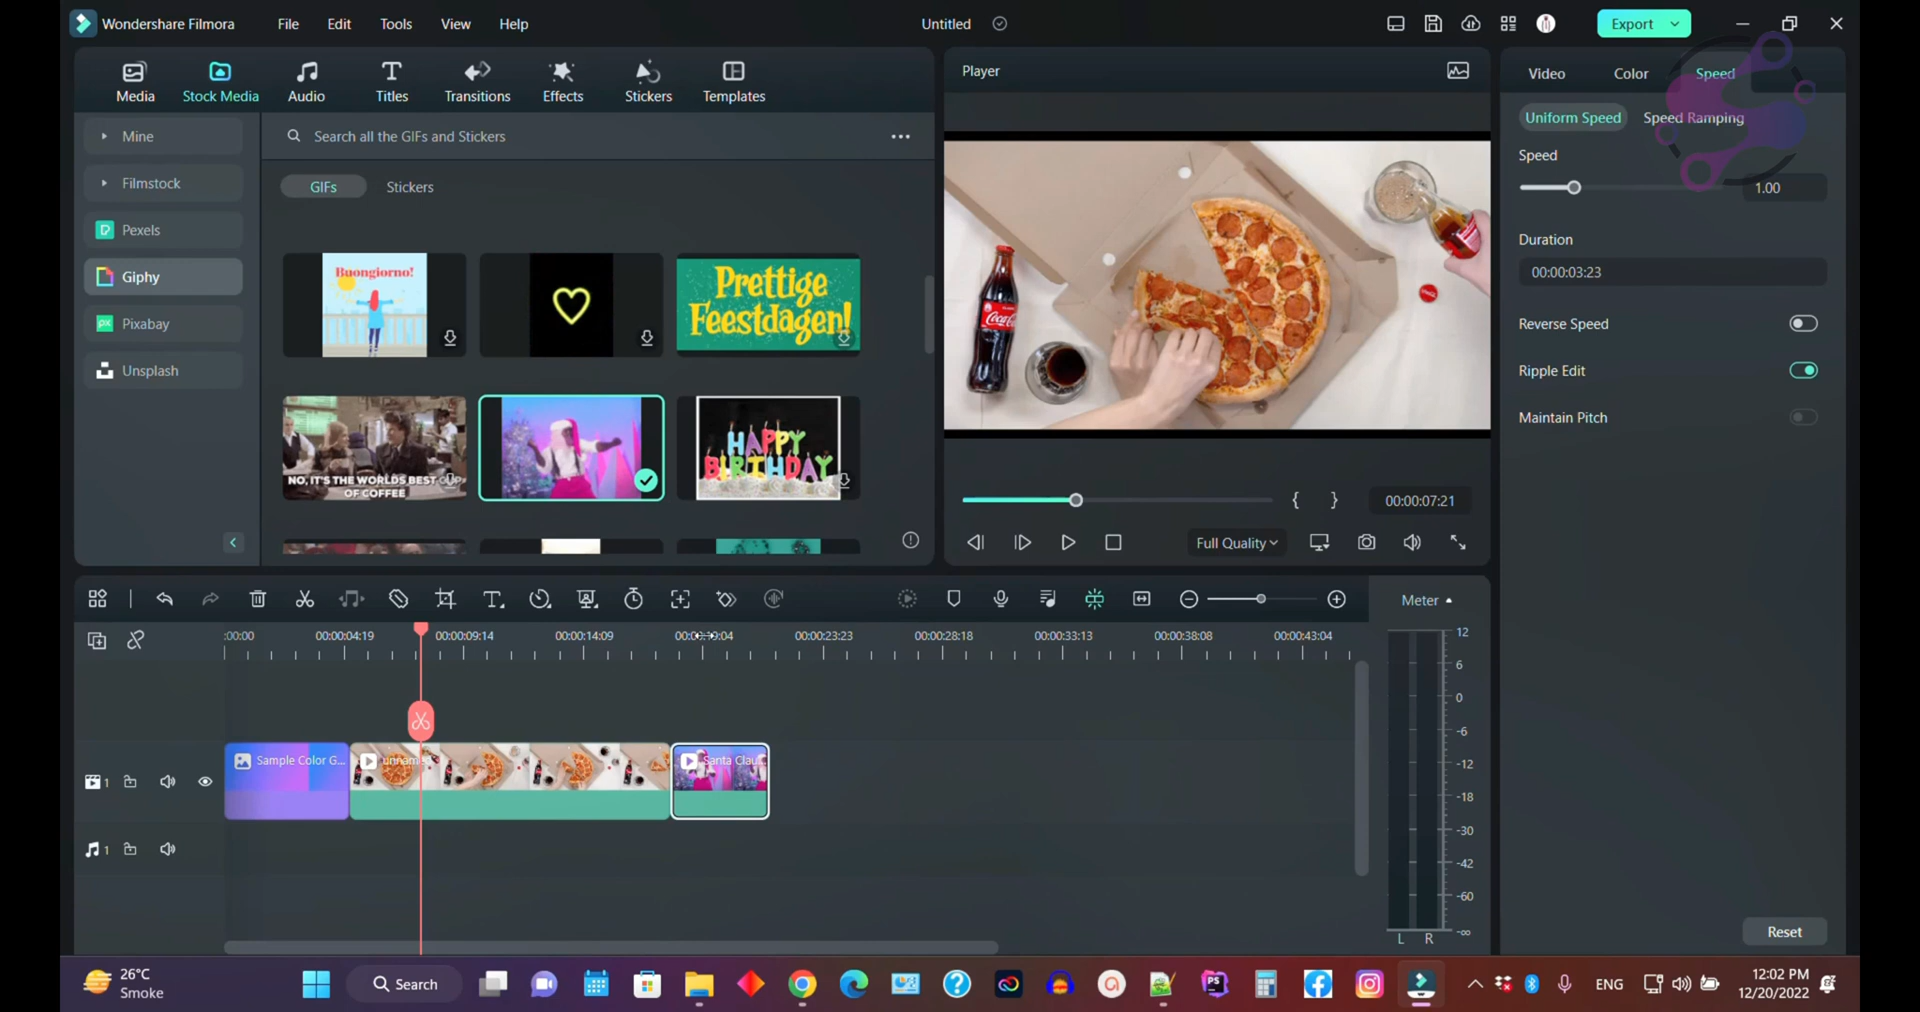 Wondershare Filmora File Edit Tools View Help Untitled Export
Media Stock Media Audio Titles Transitions Effects Stickers Templates
Mine
Filmstock
Pexels
Giphy
Pixabay
Unsplash
Search all the GIFs and Stickers
GIFs Stickers
Buongiorno!
Prettige
Feestdagen!
NO, IT'S THE WORLDS BEST CUP
OF COFFEE
HAPPY
BIRTHDAY
Player
Coca-Cola
{ } 00:00:07:21
Full Quality
Video Color Speed
Uniform Speed Speed Ramping
Speed
1.00
Duration
00:00:03:23
Reverse Speed
Ripple Edit
Maintain Pitch
Reset
Meter
:00:00 00:00:04:19 00:00:09:14 00:00:14:09 00:00:19:04 00:00:23:23 00:00:28:18 00:00:33:13 00:00:38:08 00:00:43:04
Sample Color G... Santa Clau...
1
1
12
6
0
-6
-12
-18
-30
-42
-60
-∞
L R
26°C
Smoke
Search
PS
ENG
12:02 PM
12/20/2022